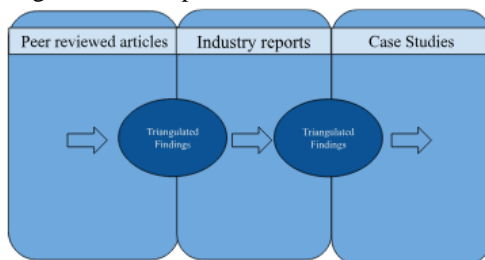 Peer reviewed articles
Industry reports
Case Studies
Triangulated
Findings
Triangulated
Findings